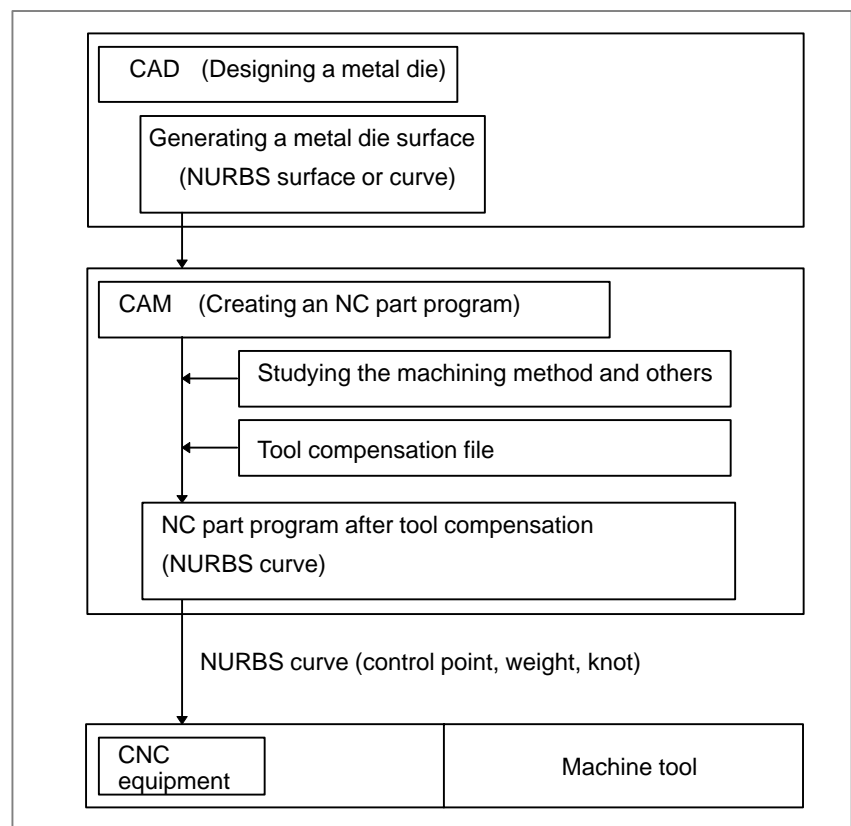 CAD (Designing a metal die)
Generating a metal die surface
(NURBS surface or curve)
CAM (Creating an NC part program)
Studying the machining method and others
Tool compensation file
NC part program after tool compensation
(NURBS curve)
NURBS curve (control point, weight, knot)
CNC
equipment
Machine tool